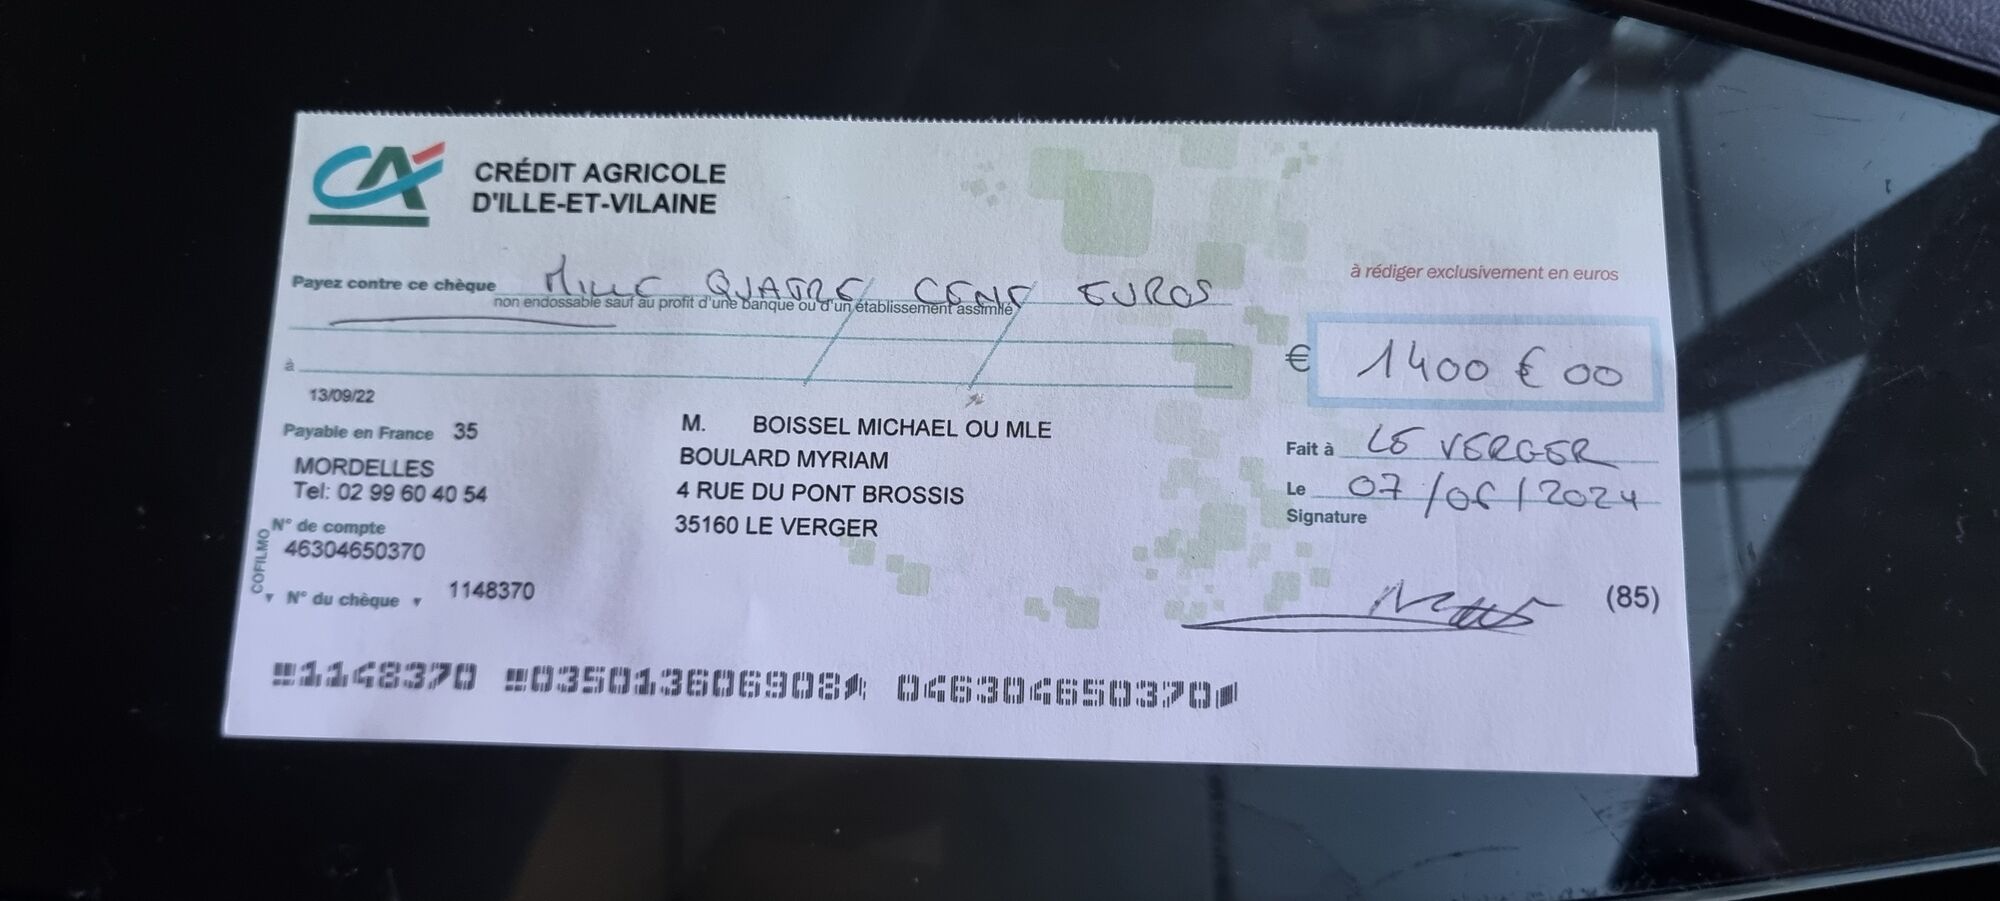 CA
CRÉDIT AGRICOLE
D'ILLE-ET-VILAINE
Payez contre ce chèque MILLE QUATRE CENT EUROS
non endossable sauf au profit d'une banque ou d'un établissement assimilé
à rédiger exclusivement en euros
€ 1400 € 00
à
13/09/22
Payable en France 35
MORDELLES
Tel: 02 99 60 40 54
N° de compte
46304650370
COFILMO
N° du chèque 1148370
M. BOISSEL MICHAEL OU MLE
BOULARD MYRIAM
4 RUE DU PONT BROSSIS
35160 LE VERGER
Fait à LE VERGER
Le 07/06/2024
Signature
(85)
1148370 035013606908 046304650370